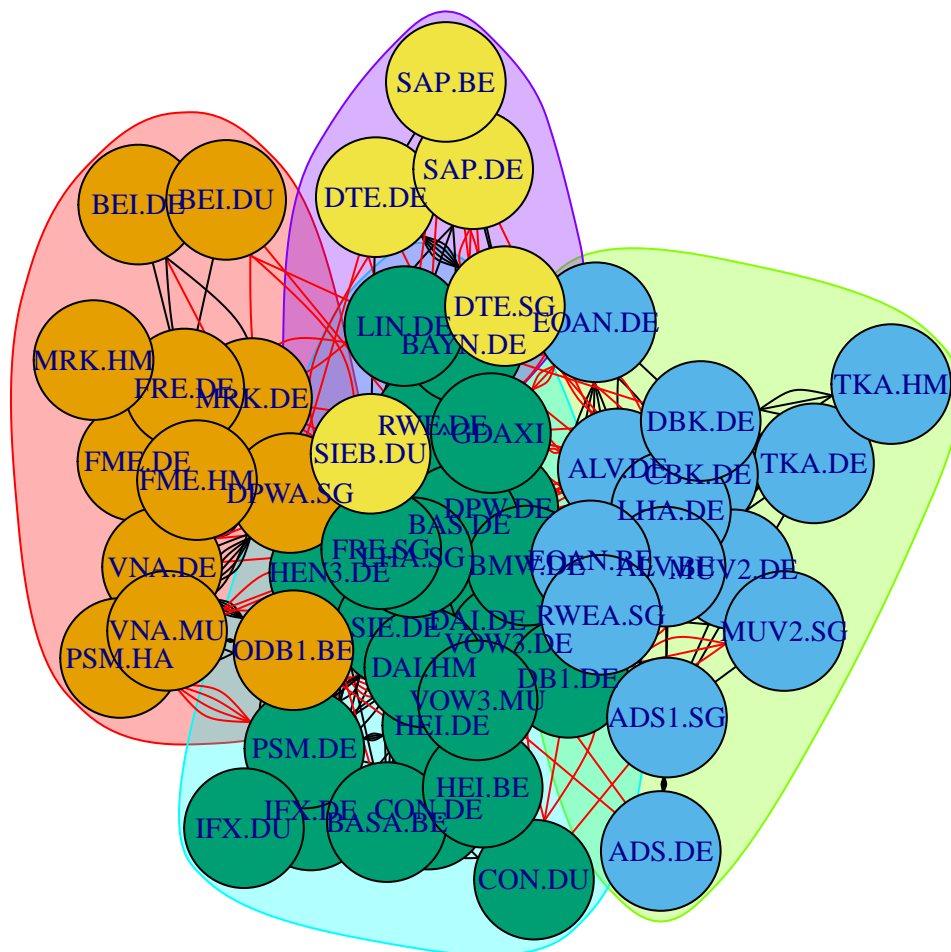 SAP.BE
SAP.DE
DTE.DE
BEI.DE
BEI.DU
DTE.SG
EOAN.DE
LIN.DE
BAYN.DE
MRK.HM
FRE.DE
MRK.DE
TKA.HM
DBK.DE
RWE.DE
GDAXI
SIEB.DU
FME.DE
FME.HM
DPWA.SG
ALV.DE
CBK.DE
TKA.DE
DPW.DE
LHA.DE
BAS.DE
FRE.SG
LHA.SG
VNA.DE
HEN3.DE
BMW.DE
EOAN.BE
ALV.BE
MUV2.DE
VNA.MU
SIE.DE
DAI.DE
RWEA.SG
MUV2.SG
PSM.HA
ODB1.BE
VOW3.DE
DAI.HM
DB1.DE
VOW3.MU
ADS1.SG
HEI.DE
PSM.DE
HEI.BE
IFX.DE
CON.DE
IFX.DU
BASA.BE
ADS.DE
CON.DU